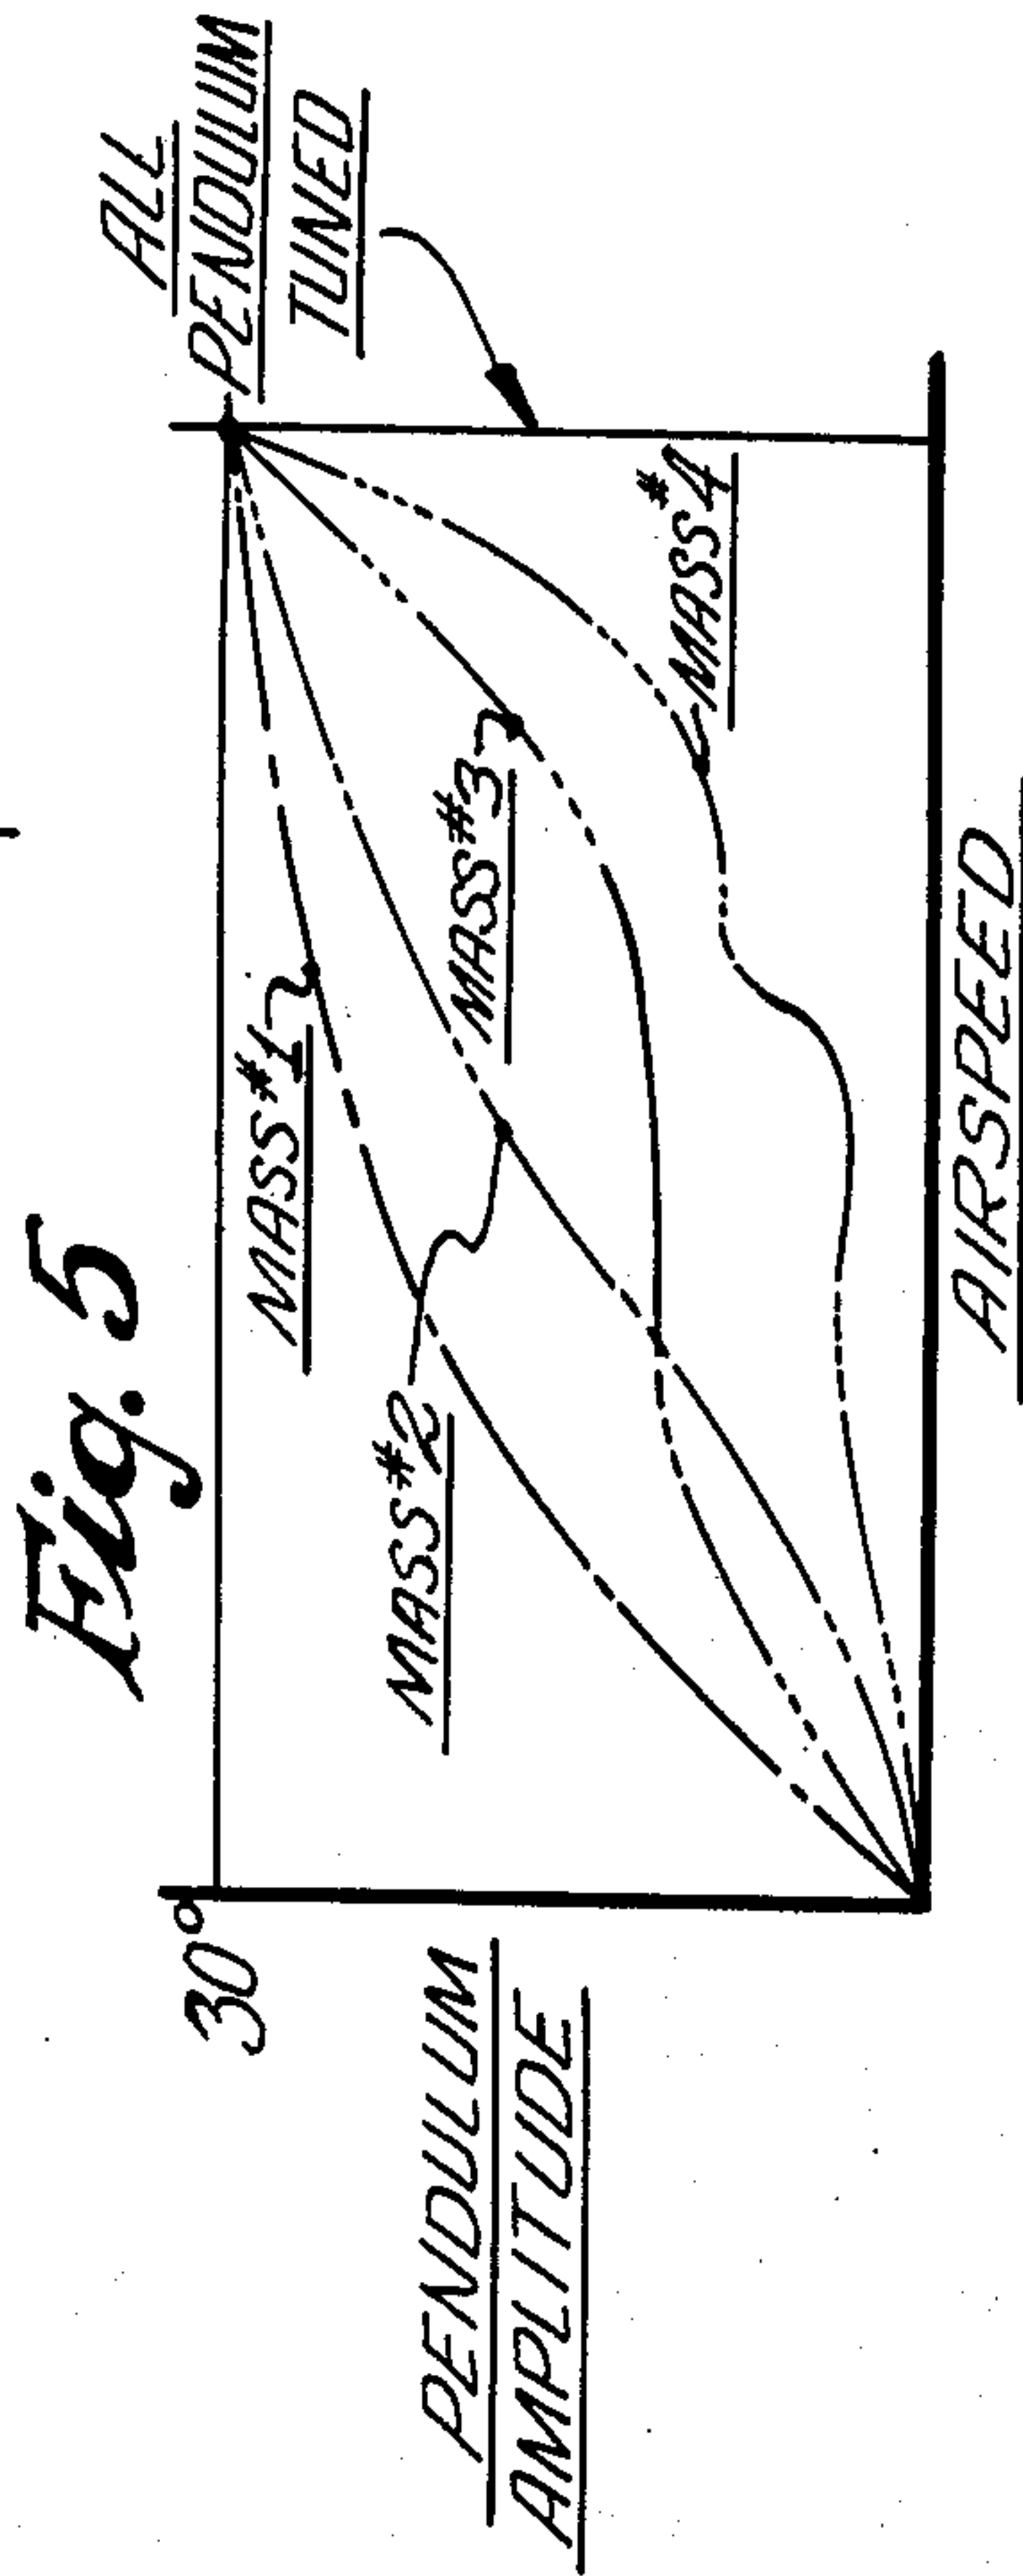 Fig. 5
30°
PENDULUM
AMPLITUDE
MASS #1
MASS #2
MASS #3
MASS #4
ALL
PENDULUM
TUNED
AIRSPEED